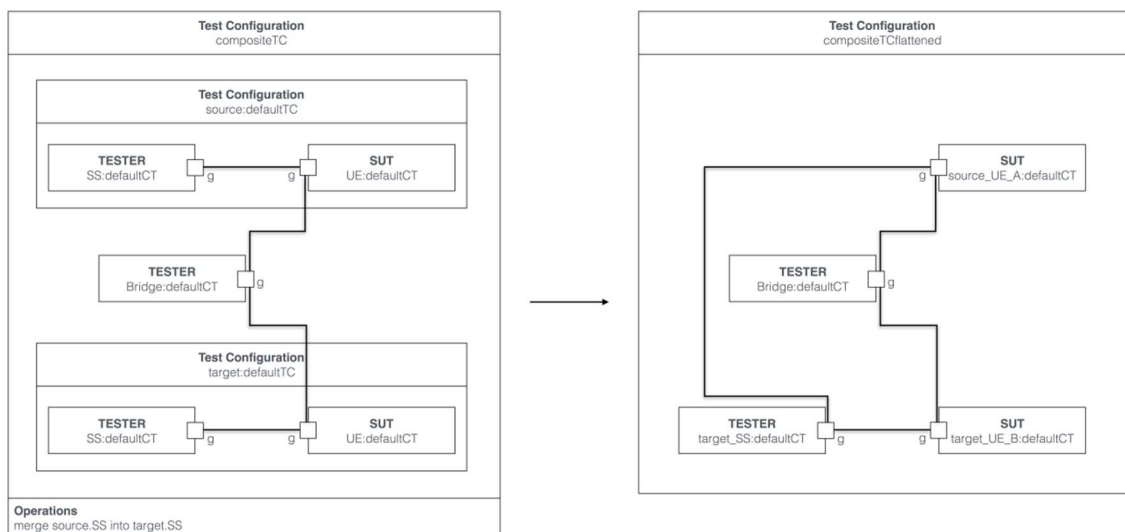 Test Configuration
compositeTC
Test Configuration
source:defaultTC
TESTER
SS:defaultCT
g
g
SUT
UE:defaultCT
TESTER
Bridge:defaultCT
g
Test Configuration
target:defaultTC
TESTER
SS:defaultCT
g
g
SUT
UE:defaultCT
Operations
merge source.SS into target.SS
Test Configuration
compositeTCflattened
g
SUT
source_UE_A:defaultCT
TESTER
Bridge:defaultCT
g
TESTER
target_SS:defaultCT
g
g
SUT
target_UE_B:defaultCT